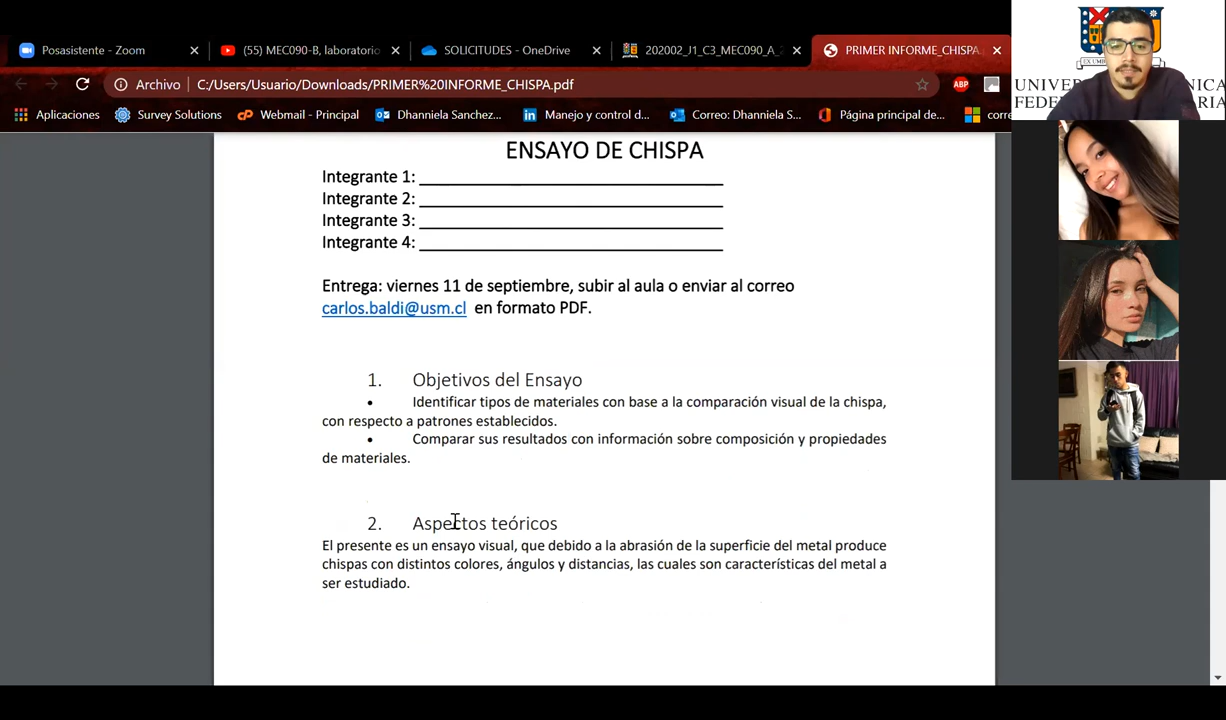 Posasistente - Zoom
(55) MEC090-B, laboratorio
SOLICITUDES - OneDrive
202002_J1_C3_MEC090_A_
PRIMER INFORME_CHISPA.
Archivo
C:/Users/Usuario/Downloads/PRIMER%20INFORME_CHISPA.pdf
ABP
Aplicaciones
Survey Solutions
Webmail - Principal
Dhanniela Sanchez...
Manejo y control d...
Correo: Dhanniela S...
Página principal de...
ENSAYO DE CHISPA
Integrante 1:
Integrante 2:
Integrante 3:
Integrante 4:
Entrega: viernes 11 de septiembre, subir al aula o enviar al correo
carlos.baldi@usm.cl en formato PDF.
1. Objetivos del Ensayo
• Identificar tipos de materiales con base a la comparación visual de la chispa,
con respecto a patrones establecidos.
• Comparar sus resultados con información sobre composición y propiedades
de materiales.
2. Aspectos teóricos
El presente es un ensayo visual, que debido a la abrasión de la superficie del metal produce
chispas con distintos colores, ángulos y distancias, las cuales son características del metal a
ser estudiado.